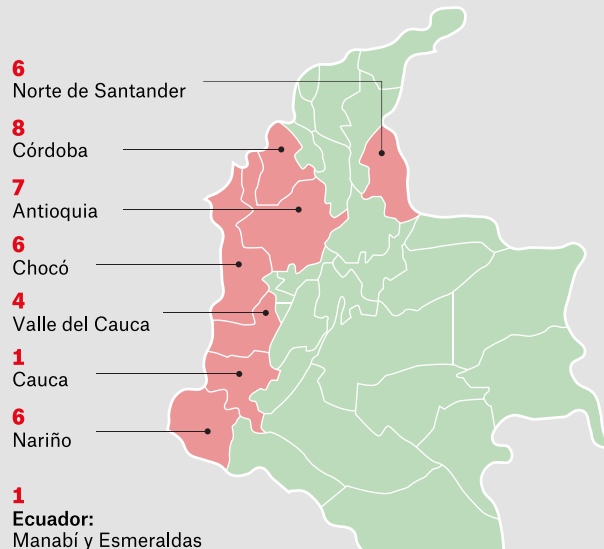 6
Norte de Santander
8
Córdoba
7
Antioquia
6
Chocó
4
Valle del Cauca
1
Cauca
6
Nariño
1
Ecuador:
Manabí y Esmeraldas